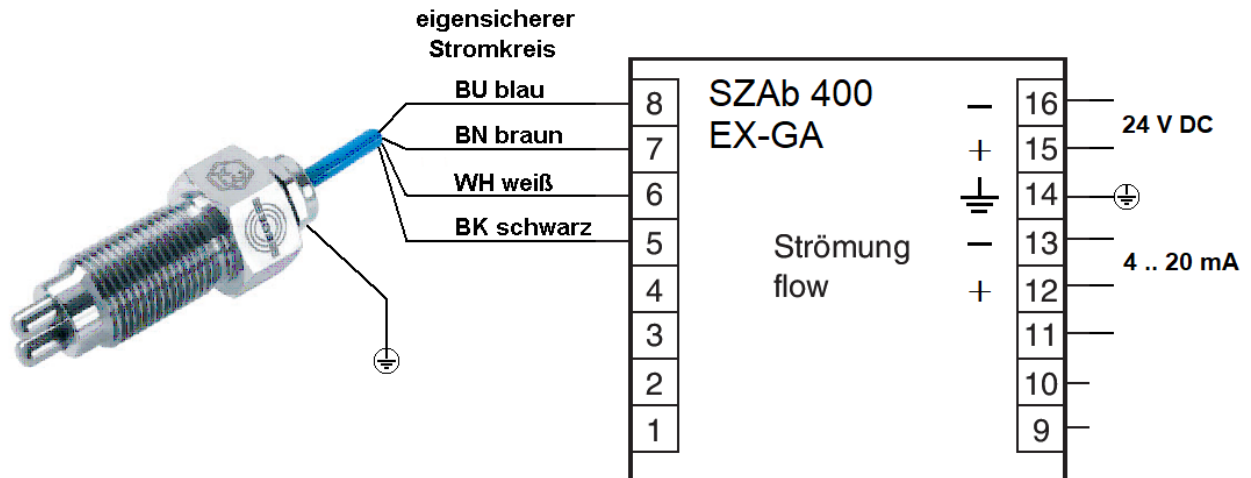 eigensicherer
Stromkreis
BU blau
BN braun
WH weiß
BK schwarz
8
7
6
5
4
3
2
1
SZAb 400
EX-GA
Strömung
flow
−
+
−
+
16
15
14
13
12
11
10
9
24 V DC
4 .. 20 mA